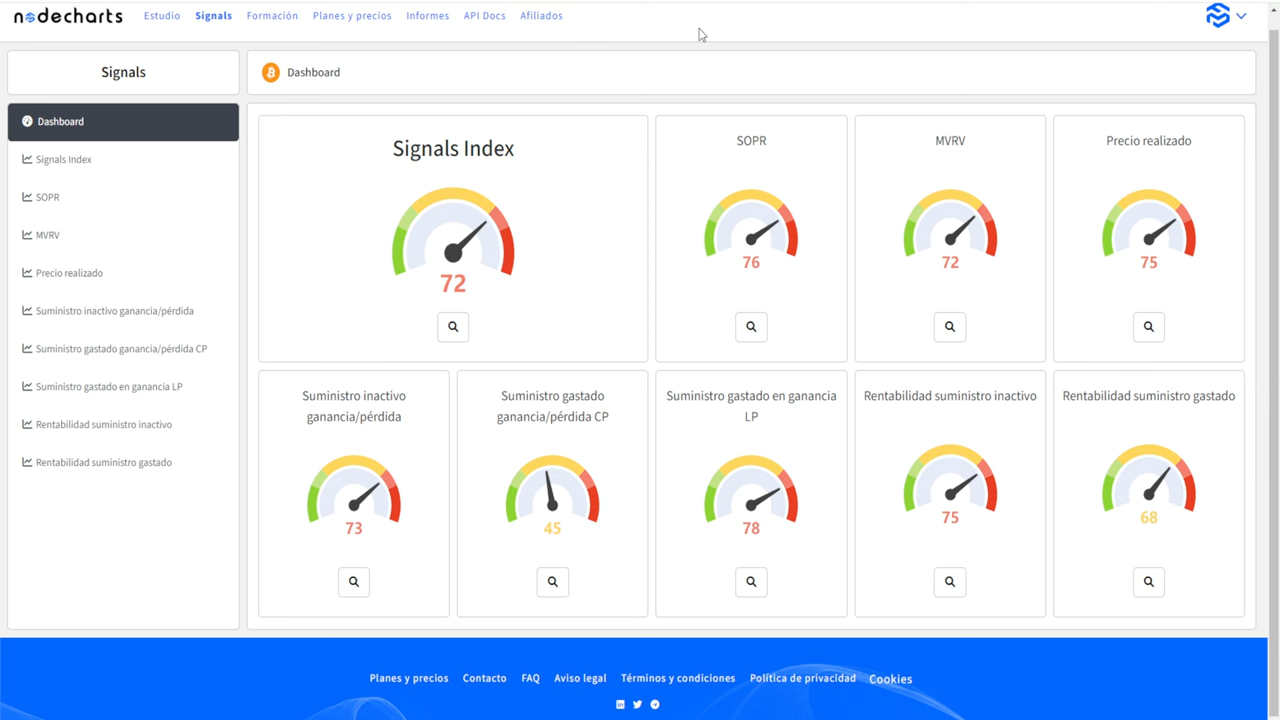 nodecharts
Estudio
Signals
Formación
Planes y precios
Informes
API Docs
Afiliados
Signals
Dashboard
Dashboard
Signals Index
SOPR
MVRV
Precio realizado
Suministro inactivo ganancia/pérdida
Suministro gastado ganancia/pérdida CP
Suministro gastado en ganancia LP
Rentabilidad suministro inactivo
Rentabilidad suministro gastado
Signals Index
72
SOPR
76
MVRV
72
Precio realizado
75
Suministro inactivo
ganancia/pérdida
73
Suministro gastado
ganancia/pérdida CP
45
Suministro gastado en ganancia
LP
78
Rentabilidad suministro inactivo
75
Rentabilidad suministro gastado
68
Planes y precios
Contacto
FAQ
Aviso legal
Términos y condiciones
Política de privacidad
Cookies